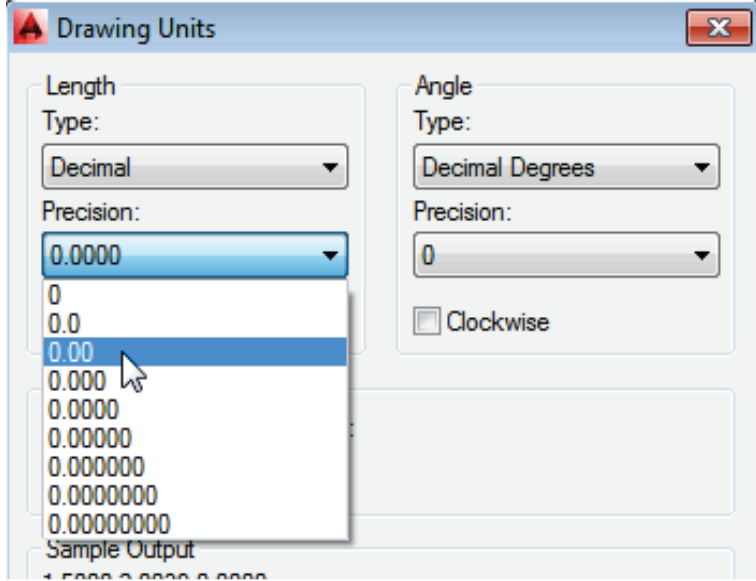 Drawing Units
Length
Type:
Decimal
Precision:
0.0000
0
0.0
0.00
0.000
0.0000
0.00000
0.000000
0.0000000
0.00000000
Angle
Type:
Decimal Degrees
Precision:
0
Clockwise
Sample Output